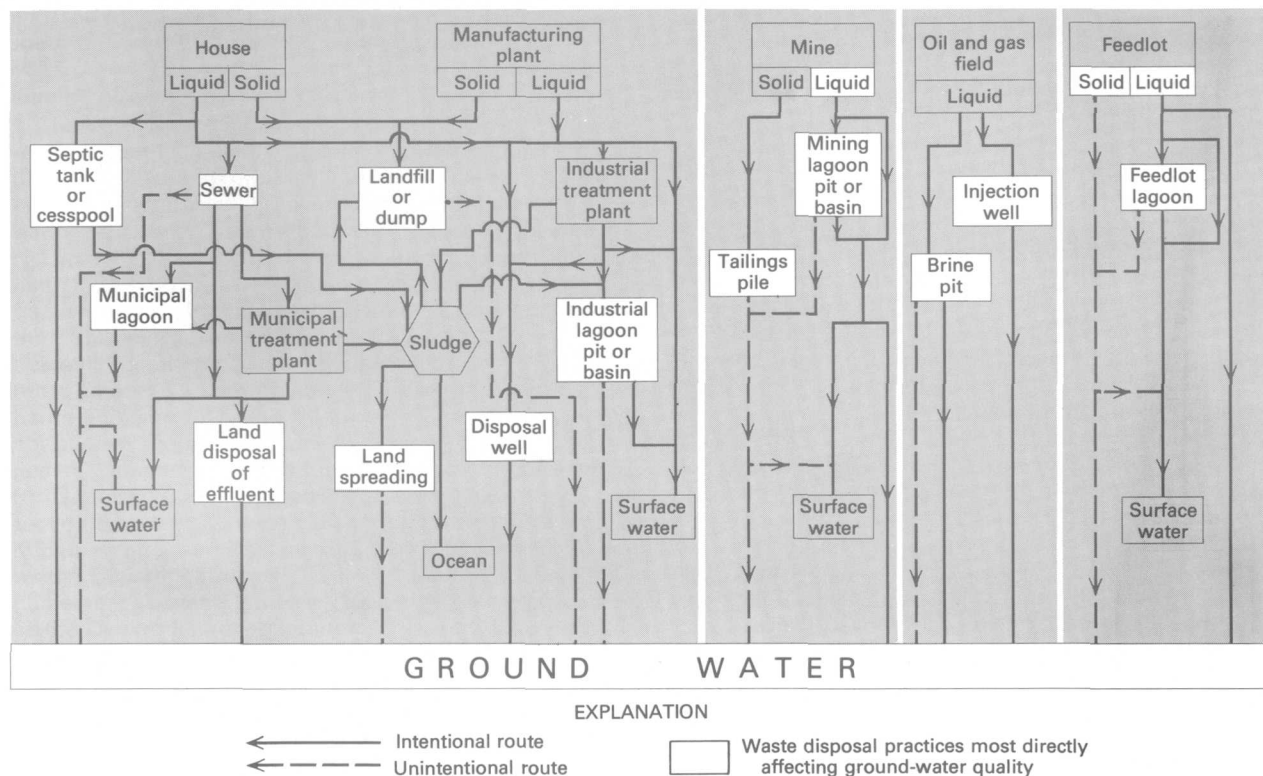 House
Liquid Solid
Manufacturing plant
Solid Liquid
Mine
Solid Liquid
Oil and gas
field
Liquid
Feedlot
Solid Liquid
Septic
tank
or
cesspool
Sewer
Landfill
or
dump
Industrial
treatment
plant
Mining
lagoon
pit or
basin
Injection
well
Feedlot
lagoon
Municipal
lagoon
Municipal
treatment
plant
Sludge
Industrial
lagoon
pit or
basin
Tailings
pile
Brine
pit
Land
disposal
of
effluent
Land
spreading
Disposal
well
Surface
water
Ocean
Surface
water
Surface
water
Surface
water
GROUND WATER
EXPLANATION
Intentional route
Unintentional route
Waste disposal practices most directly
affecting ground-water quality